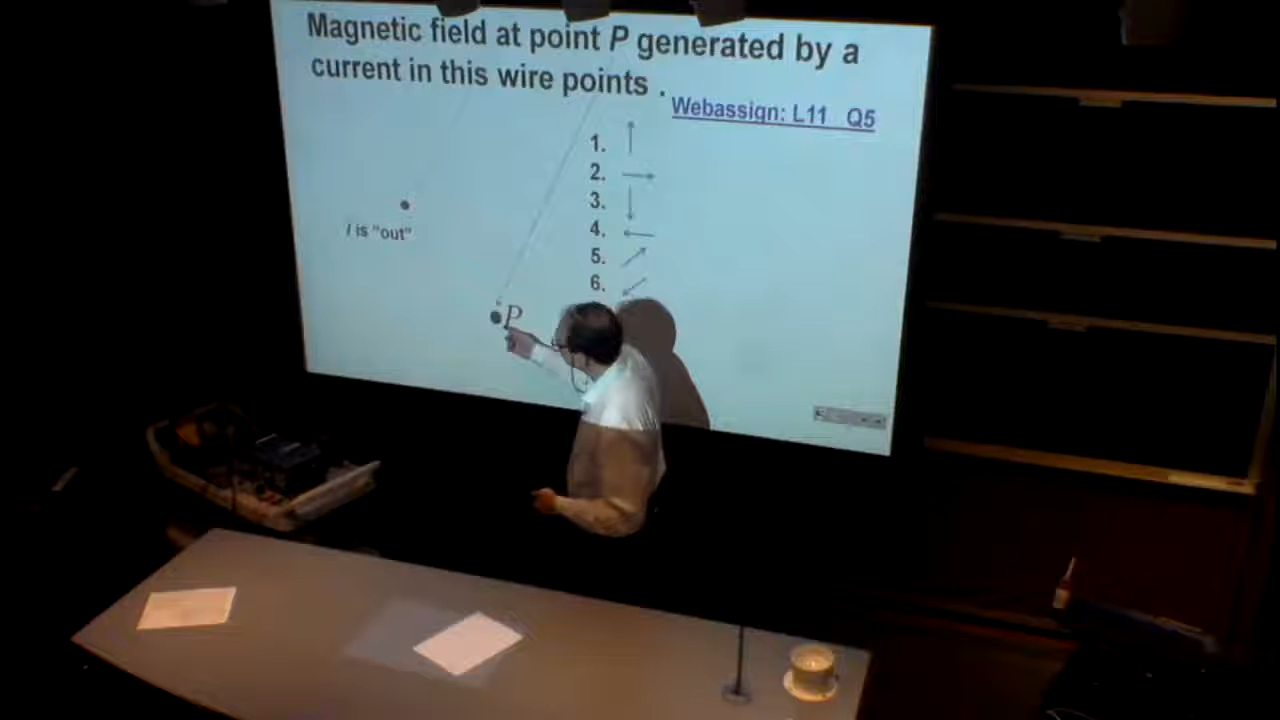 Magnetic field at point P generated by a
current in this wire points .
Webassign: L11 Q5
1.
2.
3.
4.
5.
6.
I is "out"
P